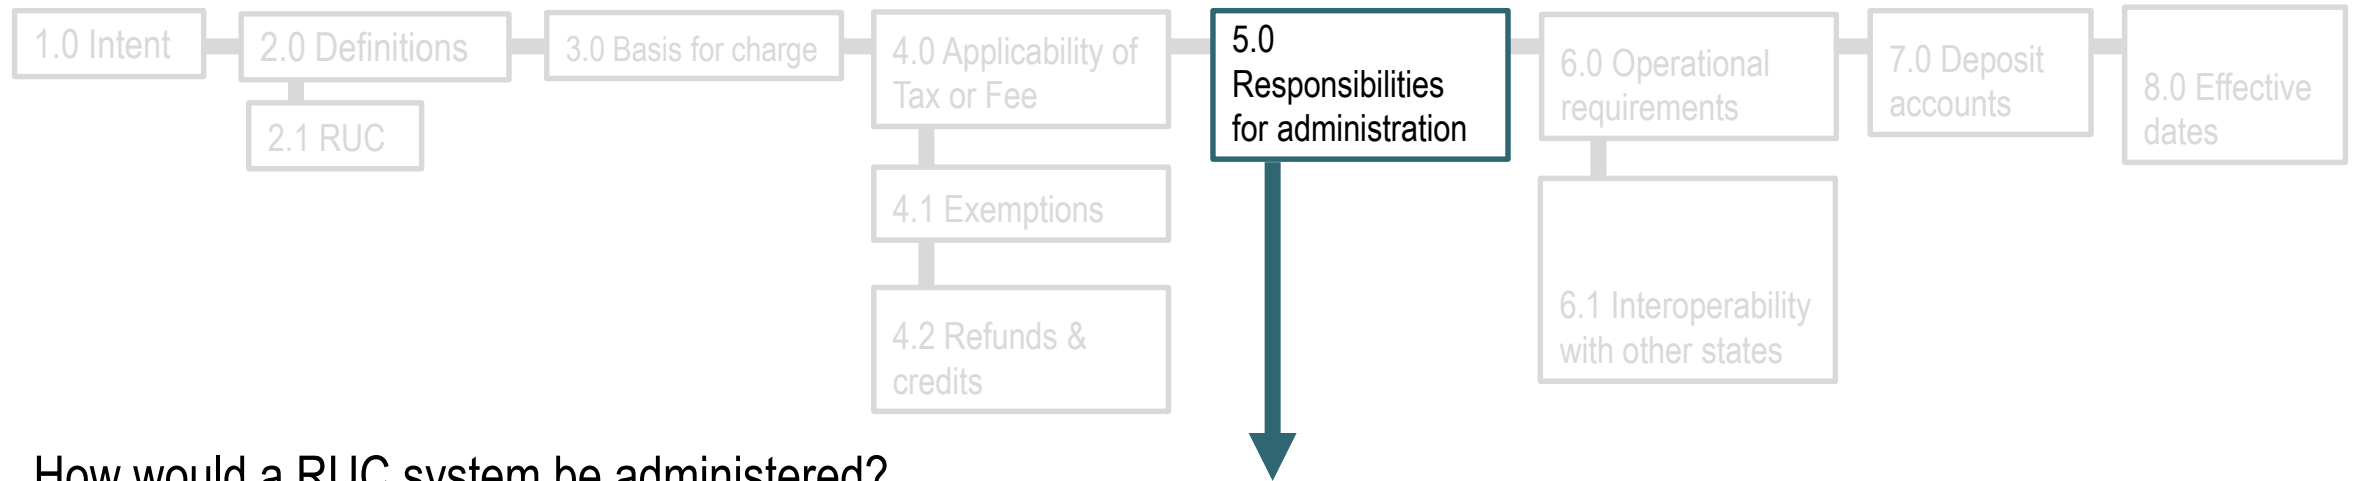 1.0 Intent
2.0 Definitions
2.1 RUC
3.0 Basis for charge
4.0 Applicability of
Tax or Fee
4.1 Exemptions
4.2 Refunds &
credits
5.0
Responsibilities
for administration
6.0 Operational
requirements
6.1 Interoperability
with other states
7.0 Deposit
accounts
8.0 Effective
dates
How would a RUC system be administered?